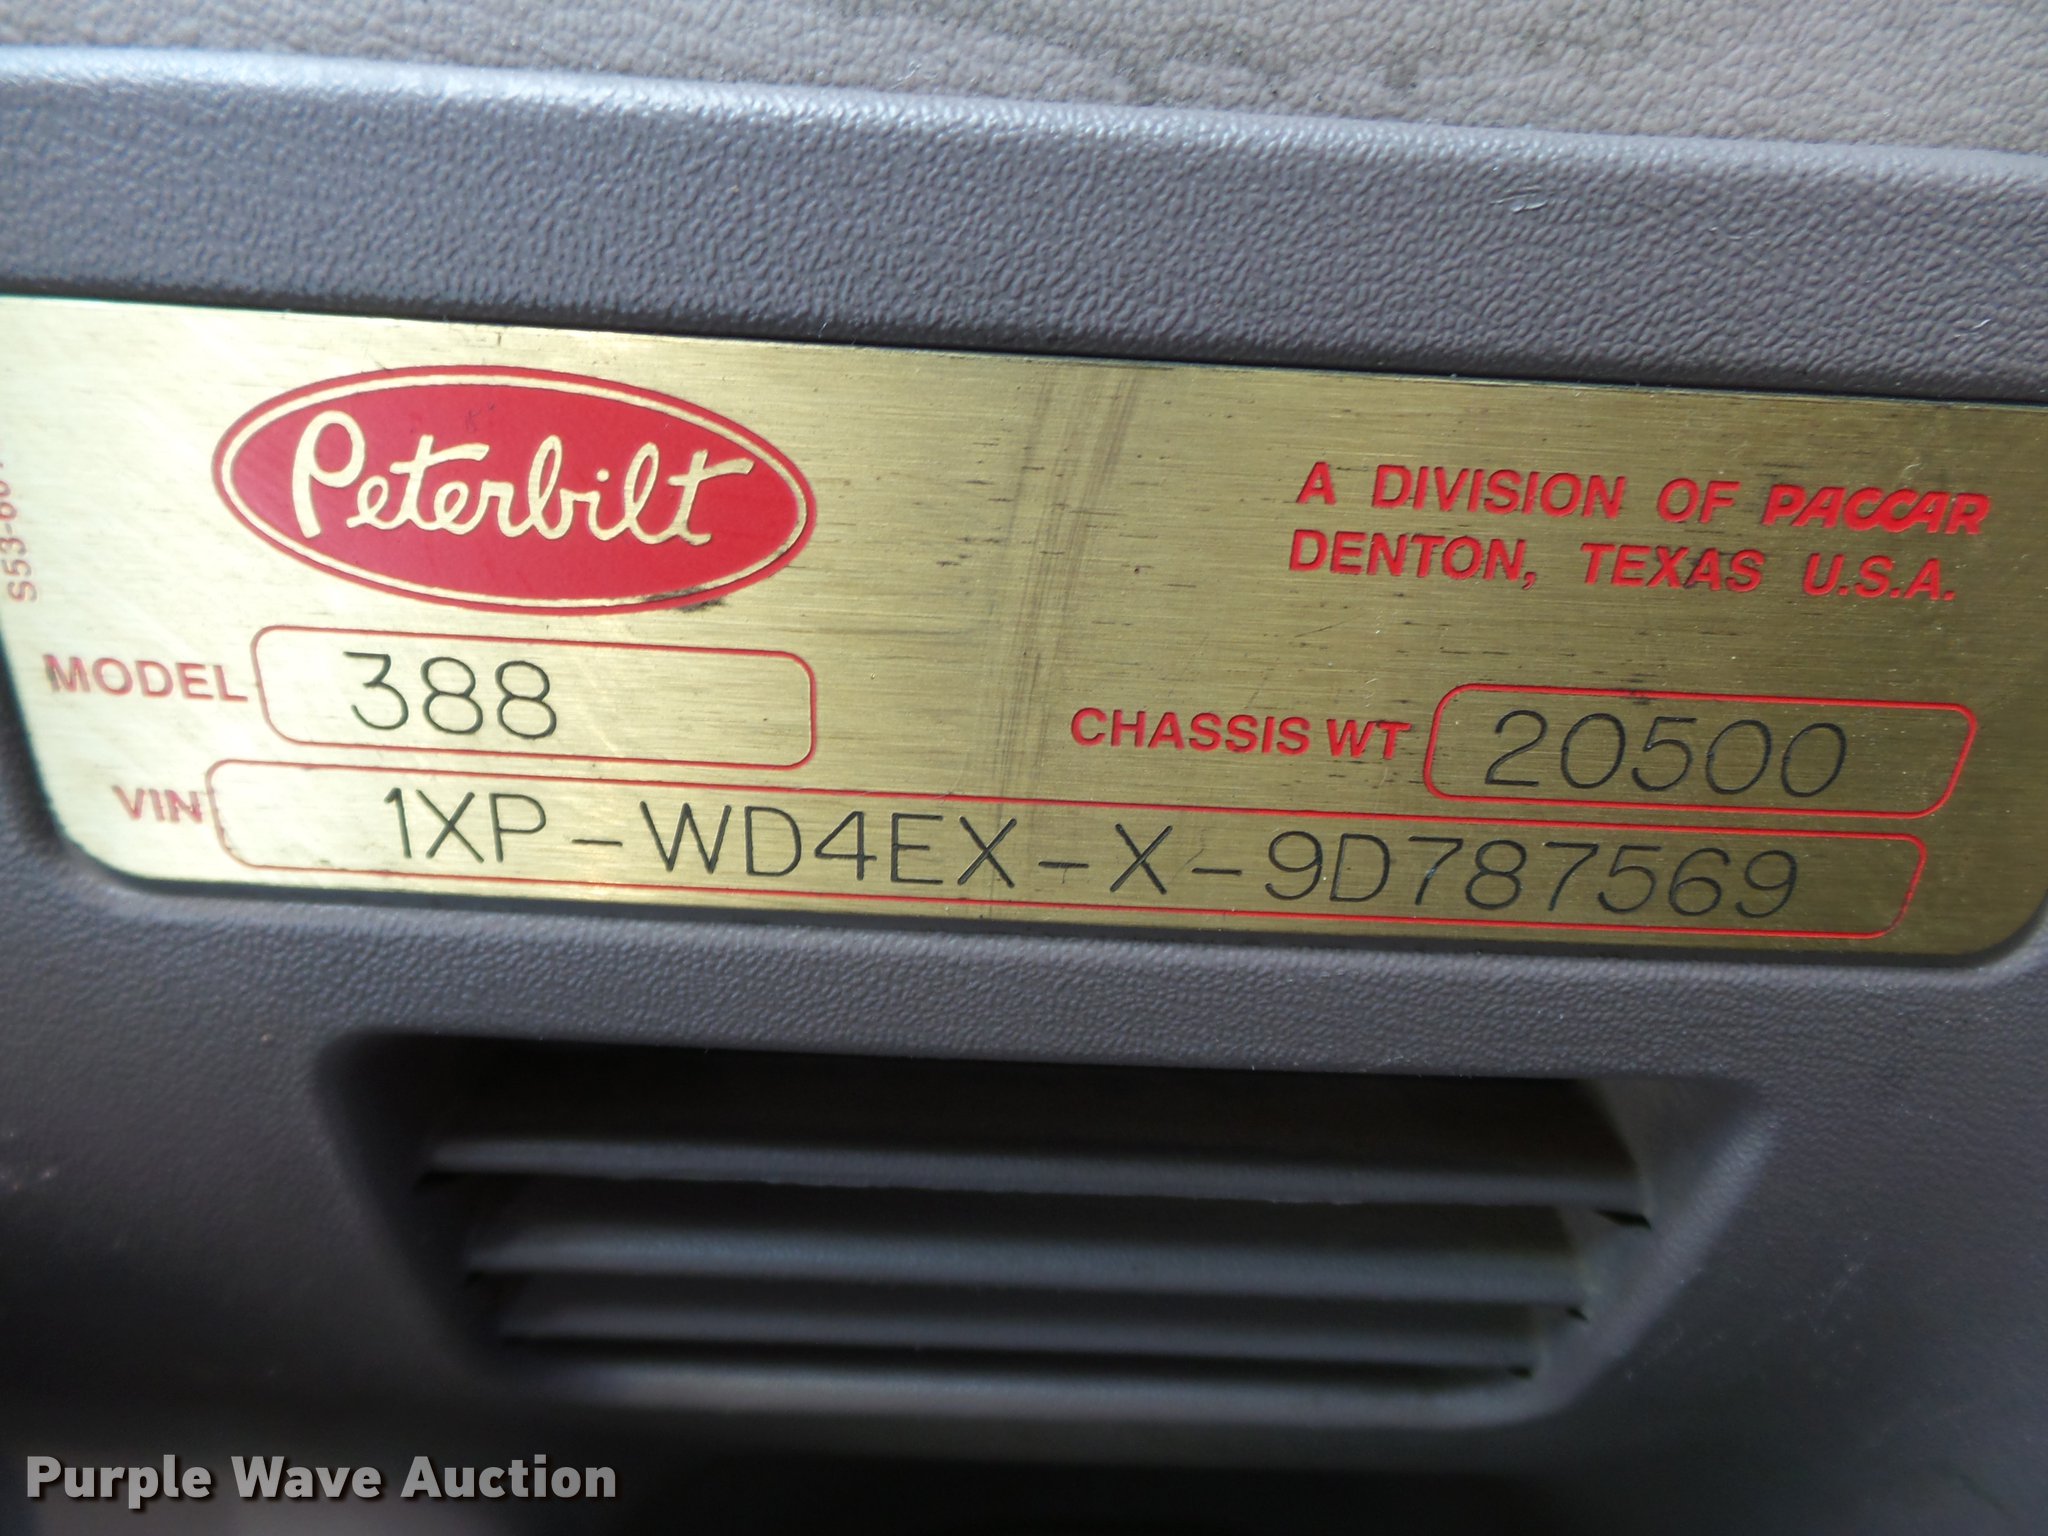 Peterbilt
A DIVISION OF PACCAR
DENTON, TEXAS U.S.A.
MODEL 388
CHASSIS WT 20500
VIN 1XP-WD4EX-X-9D787569
Purple Wave Auction